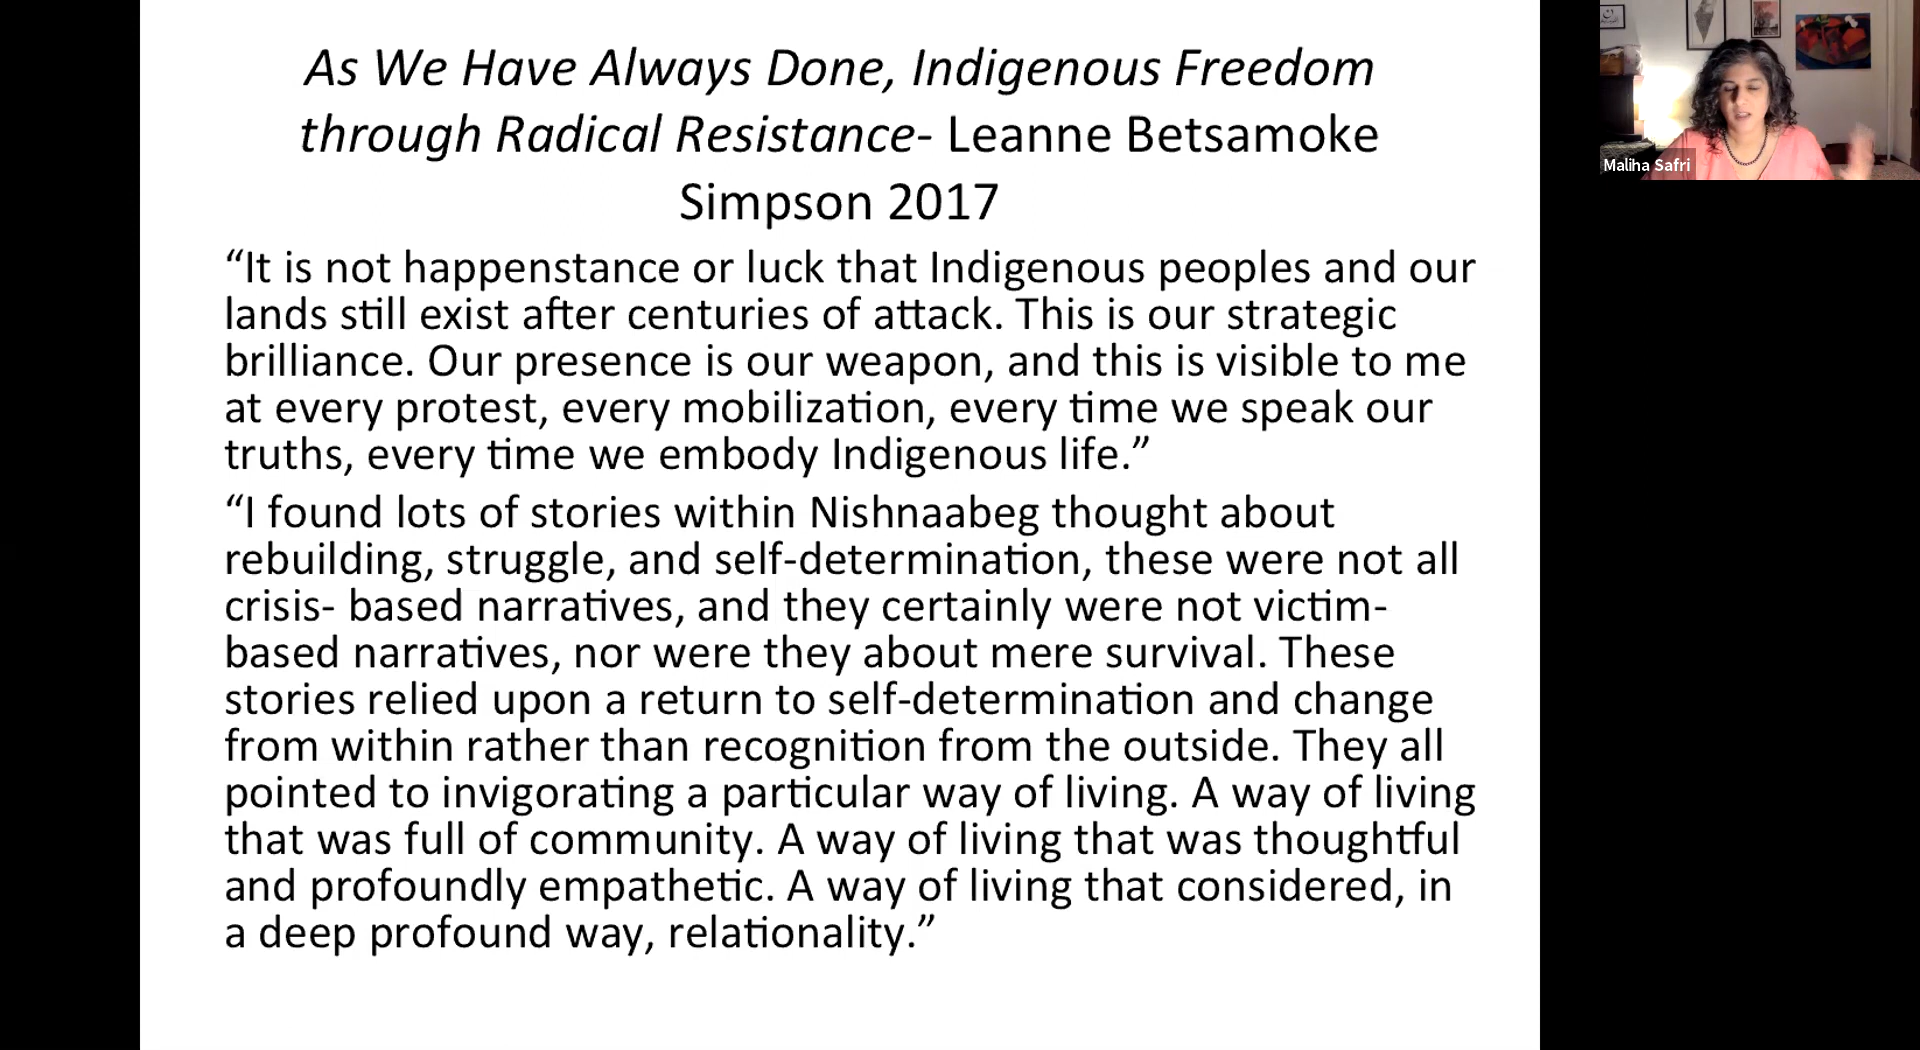 As We Have Always Done, Indigenous Freedom
through Radical Resistance- Leanne Betsamoke
Simpson 2017
“It is not happenstance or luck that Indigenous peoples and our
lands still exist after centuries of attack. This is our strategic
brilliance. Our presence is our weapon, and this is visible to me
at every protest, every mobilization, every time we speak our
truths, every time we embody Indigenous life.”
“I found lots of stories within Nishnaabeg thought about
rebuilding, struggle, and self-determination, these were not all
crisis- based narratives, and they certainly were not victim-
based narratives, nor were they about mere survival. These
stories relied upon a return to self-determination and change
from within rather than recognition from the outside. They all
pointed to invigorating a particular way of living. A way of living
that was full of community. A way of living that was thoughtful
and profoundly empathetic. A way of living that considered, in
a deep profound way, relationality.”
Maliha Safri